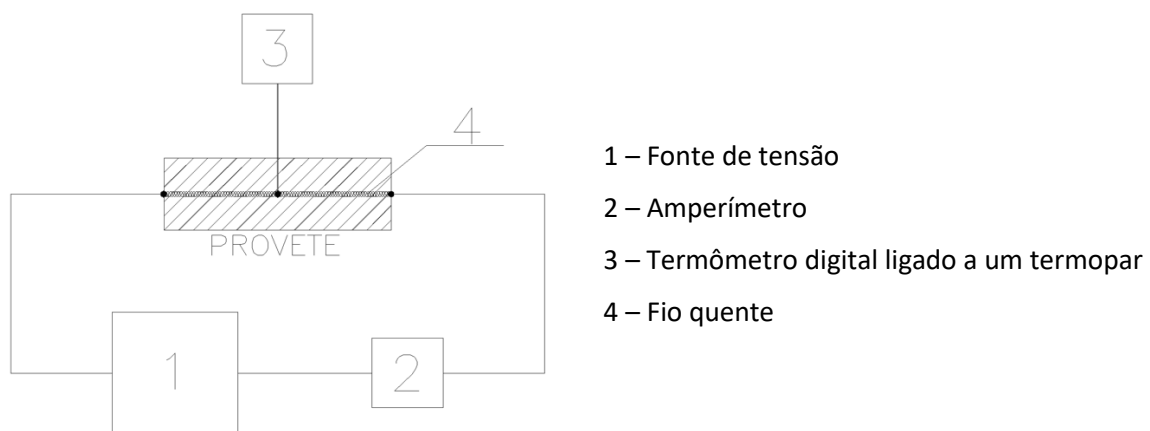 3
4
PROVETE
1
2
1 – Fonte de tensão
2 – Amperímetro
3 – Termômetro digital ligado a um termopar
4 – Fio quente